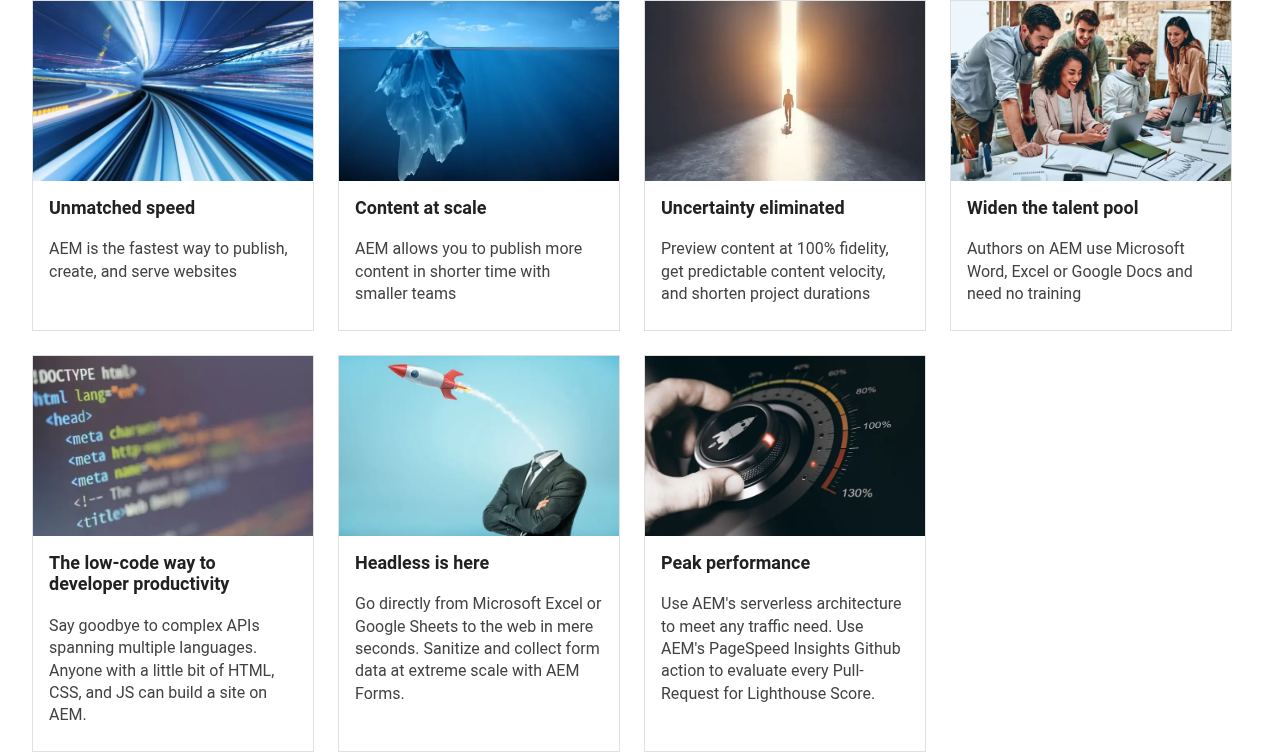 Unmatched speed
AEM is the fastest way to publish,
create, and serve websites
Content at scale
AEM allows you to publish more
content in shorter time with
smaller teams
Uncertainty eliminated
Preview content at 100% fidelity,
get predictable content velocity,
and shorten project durations
Widen the talent pool
Authors on AEM use Microsoft
Word, Excel or Google Docs and
need no training
!DOCTYPE html>
html lang="en">
<head>
<meta
<meta
<meta name=
<!-- The above
<title>Web Design
The low-code way to
developer productivity
Say goodbye to complex APIs
spanning multiple languages.
Anyone with a little bit of HTML,
CSS, and JS can build a site on
AEM.
Headless is here
Go directly from Microsoft Excel or
Google Sheets to the web in mere
seconds. Sanitize and collect form
data at extreme scale with AEM
Forms.
20%
40%
60%
80%
100%
130%
Peak performance
Use AEM's serverless architecture
to meet any traffic need. Use
AEM's PageSpeed Insights Github
action to evaluate every Pull-
Request for Lighthouse Score.